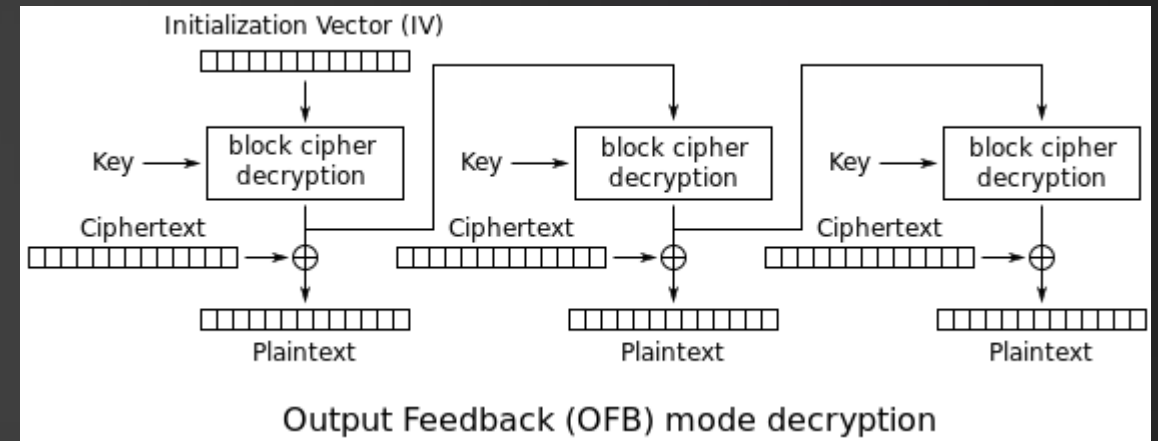 Initialization Vector (IV)
Key
block cipher
decryption
Key
block cipher
decryption
Key
block cipher
decryption
Ciphertext
Ciphertext
Ciphertext
Plaintext
Plaintext
Plaintext
Output Feedback (OFB) mode decryption